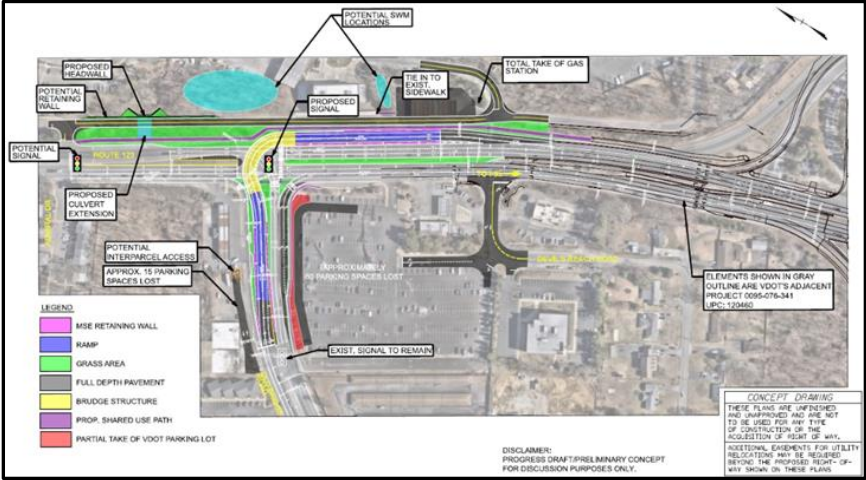 POTENTIAL SWM
LOCATIONS
PROPOSED
HEADWALL
TOTAL TAKE OF GAS
STATION
TIE IN TO
EXIST.
SIDEWALK
POTENTIAL
RETAINING
WALL
PROPOSED
SIGNAL
POTENTIAL
SIGNAL
ROUTE 123
PROPOSED
CULVERT
EXTENSION
POTENTIAL
INTERPARCEL ACCESS
APPROX. 15 PARKING
SPACES LOST
APPROXIMATELY
PARKING SPACES LOST
ELEMENTS SHOWN IN GRAY
OUTLINE ARE VDOT'S ADJACENT
PROJECT 0095-076-341
UPC: 120460
EXIST. SIGNAL TO REMAIN
LEGEND
MSE RETAINING WALL
RAMP
GRASS AREA
FULL DEPTH PAVEMENT
BRUDGE STRUCTURE
PROP. SHARED USE PATH
PARTIAL TAKE OF VDOT PARKING LOT
DISCLAIMER:
PROGRESS DRAFT/PRELIMINARY CONCEPT
FOR DISCUSSION PURPOSES ONLY.
CONCEPT DRAWING
THESE PLANS ARE UNFINISHED
AND UNAPPROVED AND ARE NOT
TO BE USED FOR ANY TYPE
OF CONSTRUCTION OR THE
ACQUISITION OF RIGHT OF WAY.
ADDITIONAL EASEMENTS FOR UTILITY
RELOCATIONS MAY BE REQUIRED
BEYOND THE PROPOSED RIGHT-OF-
WAY SHOWN ON THESE PLANS